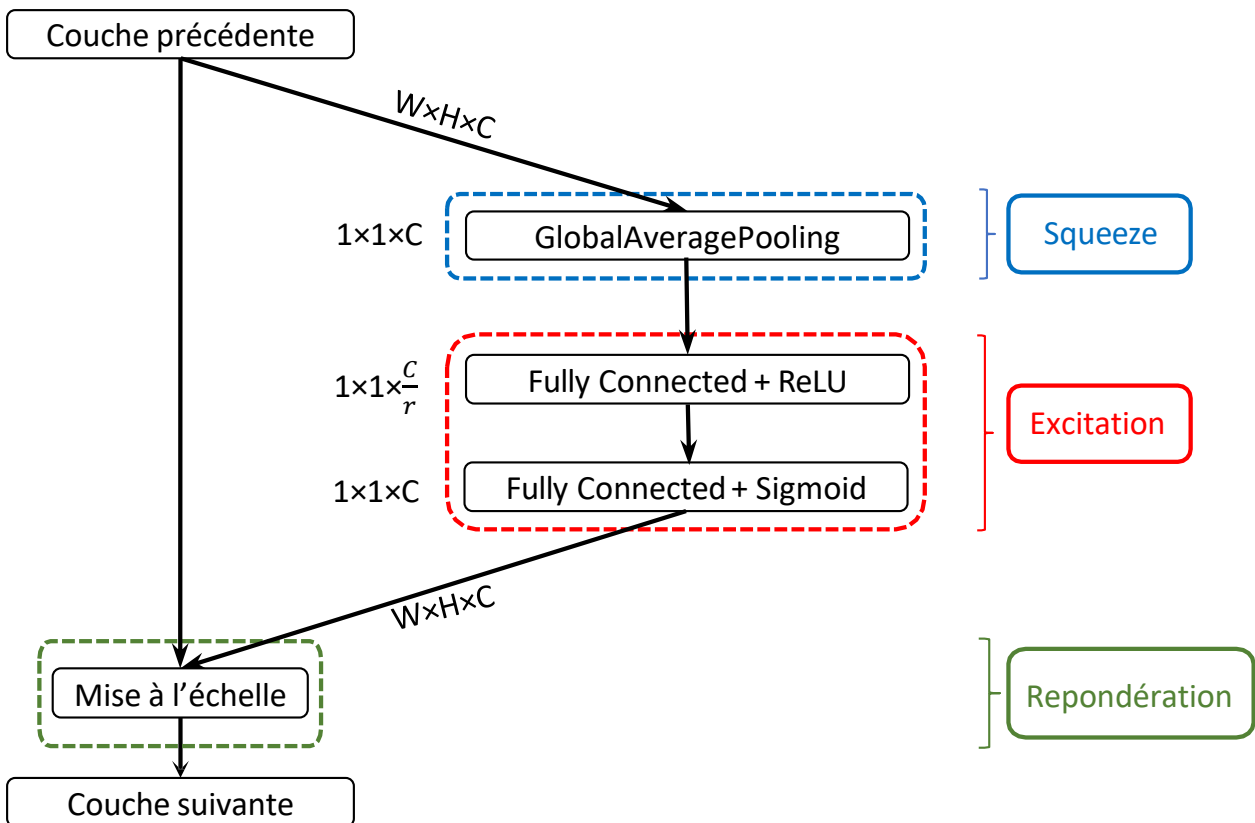 Couche précédente
W×H×C
1×1×C
GlobalAveragePooling
Squeeze
1×1×C/r
Fully Connected + ReLU
Excitation
1×1×C
Fully Connected + Sigmoid
W×H×C
Mise à l’échelle
Repondération
Couche suivante